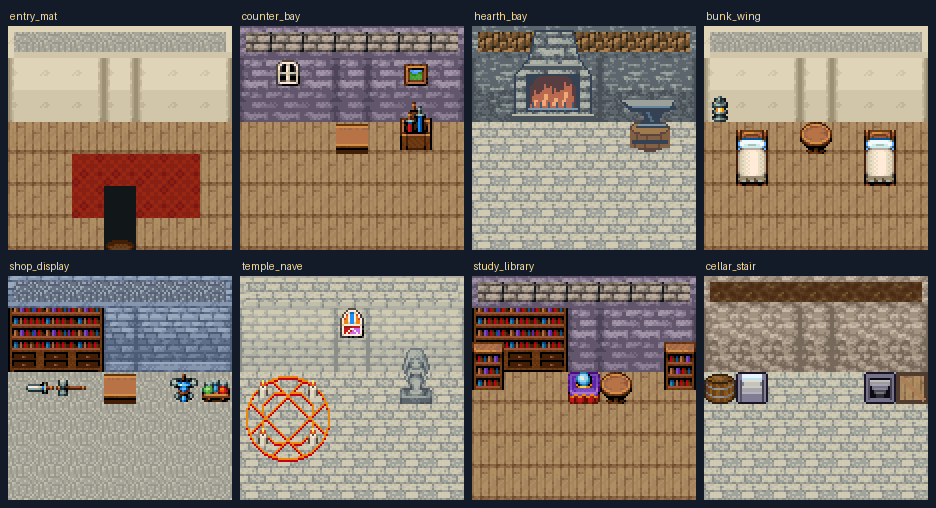 entry_mat
counter_bay
hearth_bay
bunk_wing
shop_display
temple_nave
study_library
cellar_stair